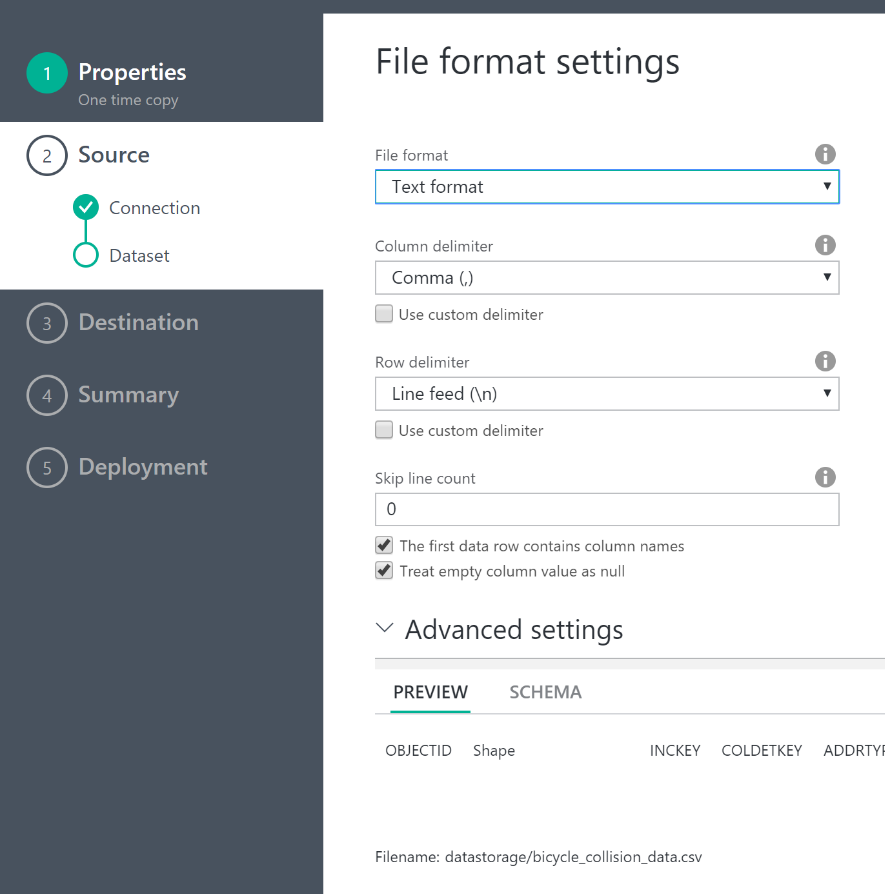 1
Properties
One time copy
2
Source
Connection
Dataset
3
Destination
4
Summary
5
Deployment
File format settings
File format
Text format
Column delimiter
Comma (,)
Use custom delimiter
Row delimiter
Line feed (\n)
Use custom delimiter
Skip line count
0
The first data row contains column names
Treat empty column value as null
Advanced settings
PREVIEW SCHEMA
OBJECTID Shape INCKEY COLDETKEY ADDRTYP
Filename: datastorage/bicycle_collision_data.csv